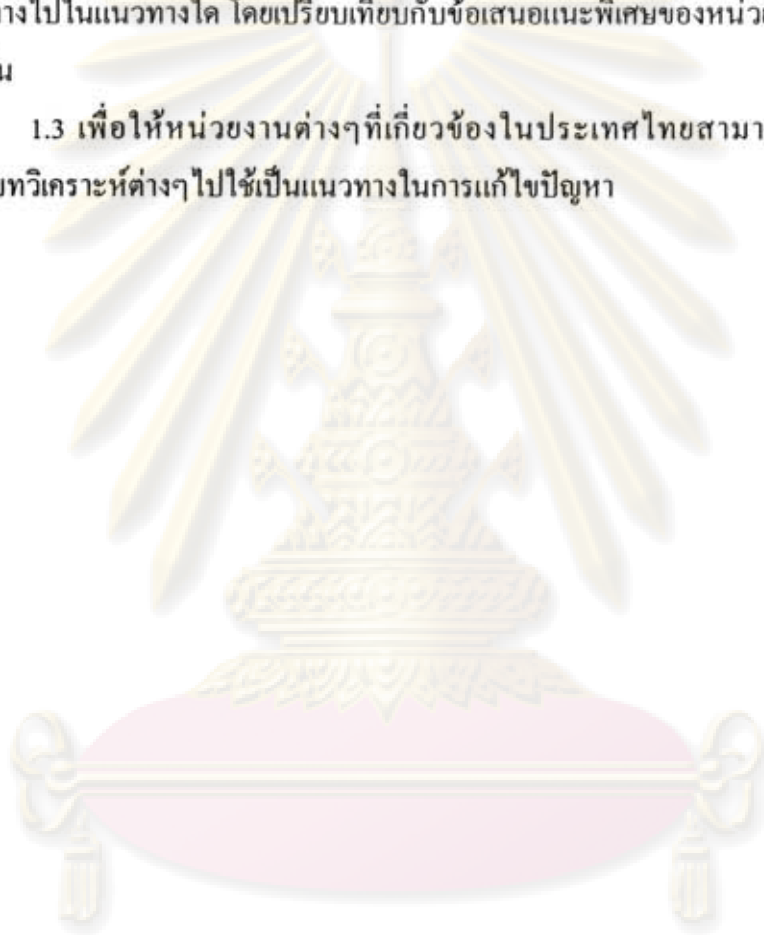 างไปในแนวทางใด โดยเปรียบเทียบกับข้อเสนอแนะพิเศษของหน่วย
น
1.3 เพื่อให้หน่วยงานต่างๆที่เกี่ยวข้องในประเทศไทยสามา
บทวิเคราะห์ต่างๆไปใช้เป็นแนวทางในการแก้ไขปัญหา